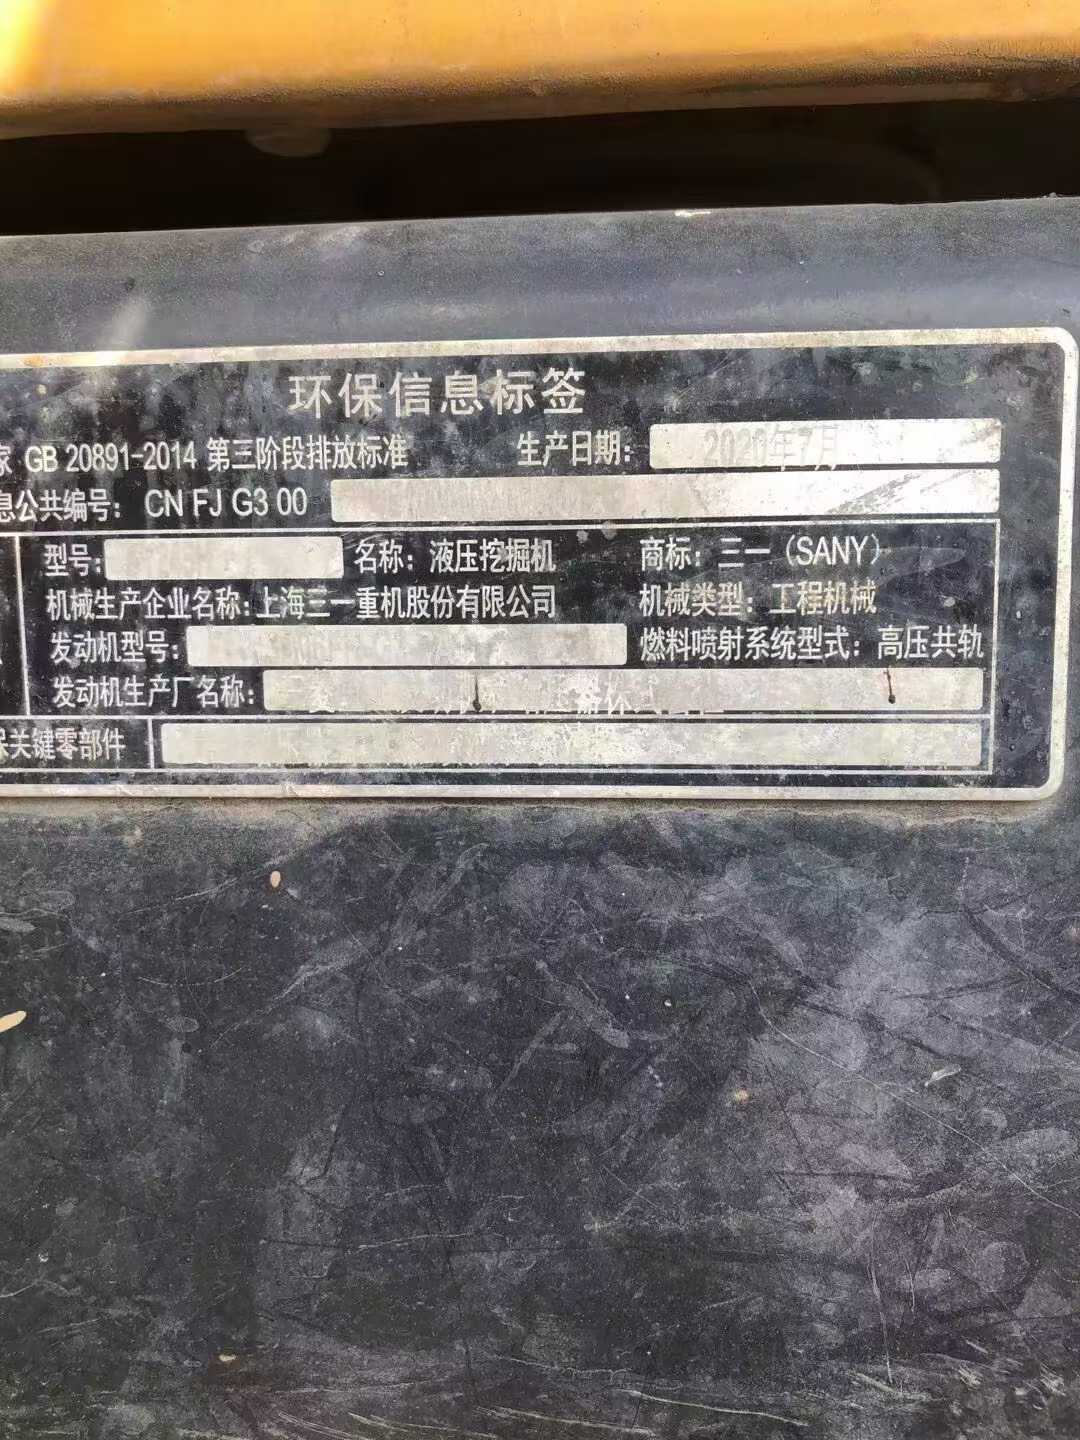 环保信息标签
家 GB 20891-2014 第三阶段排放标准 生产日期: 2020年7月
息公共编号: CN FJ G3 00
型号: 名称: 液压挖掘机 商标: 三一 (SANY)
机械生产企业名称: 上海三一重机股份有限公司 机械类型: 工程机械
发动机型号: 燃料喷射系统型式: 高压共轨
发动机生产厂名称:
保关键零部件